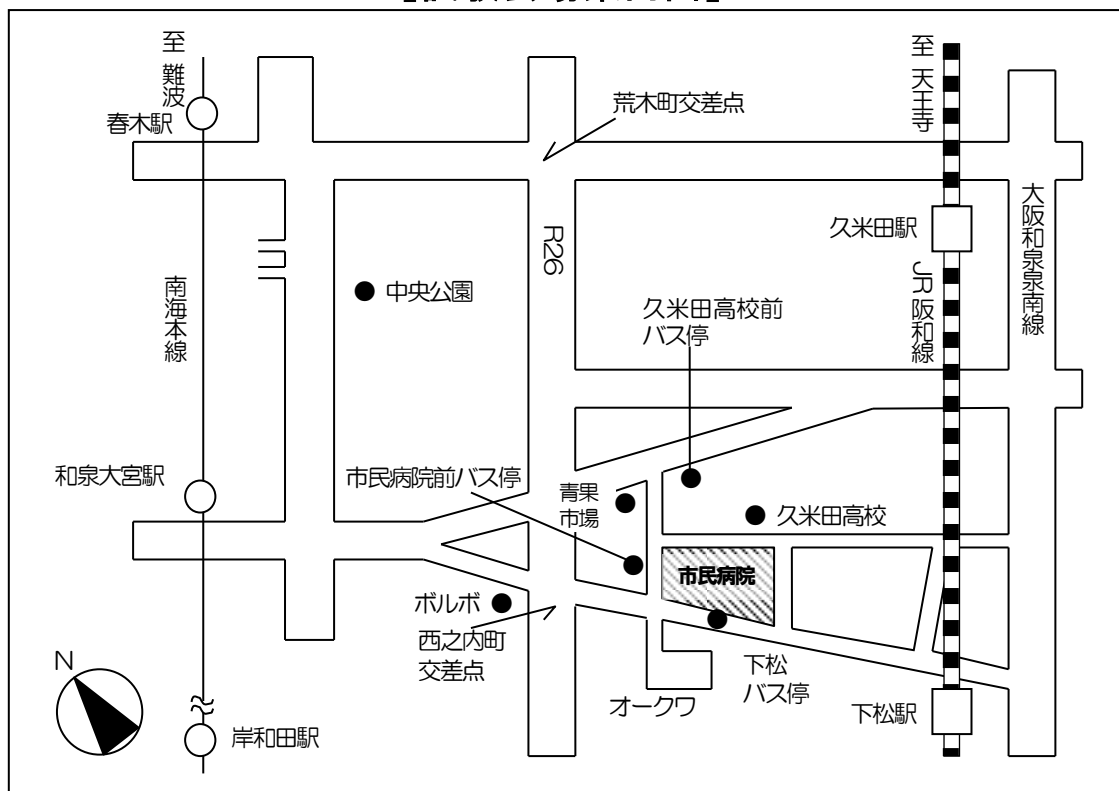 至 難波
春木駅
荒木町交差点
至 天王寺
久米田駅
大阪和泉泉南線
R26
JR阪和線
南海本線
中央公園
久米田高校前
バス停
和泉大宮駅
市民病院前バス停
青果
市場
久米田高校
市民病院
ボルボ
西之内町
交差点
下松
バス停
オークワ
下松駅
N
岸和田駅